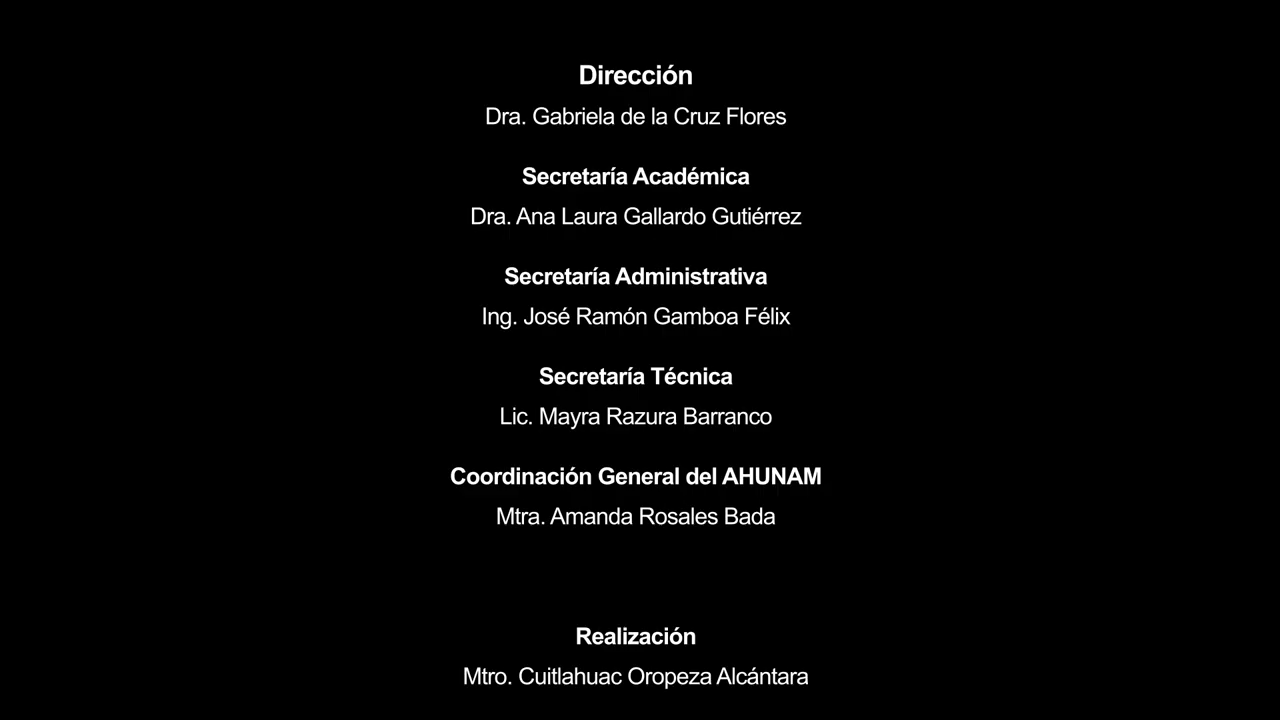 Dirección
Dra. Gabriela de la Cruz Flores
Secretaría Académica
Dra. Ana Laura Gallardo Gutiérrez
Secretaría Administrativa
Ing. José Ramón Gamboa Félix
Secretaría Técnica
Lic. Mayra Razura Barranco
Coordinación General del AHUNAM
Mtra. Amanda Rosales Bada
Realización
Mtro. Cuitlahuac Oropeza Alcántara